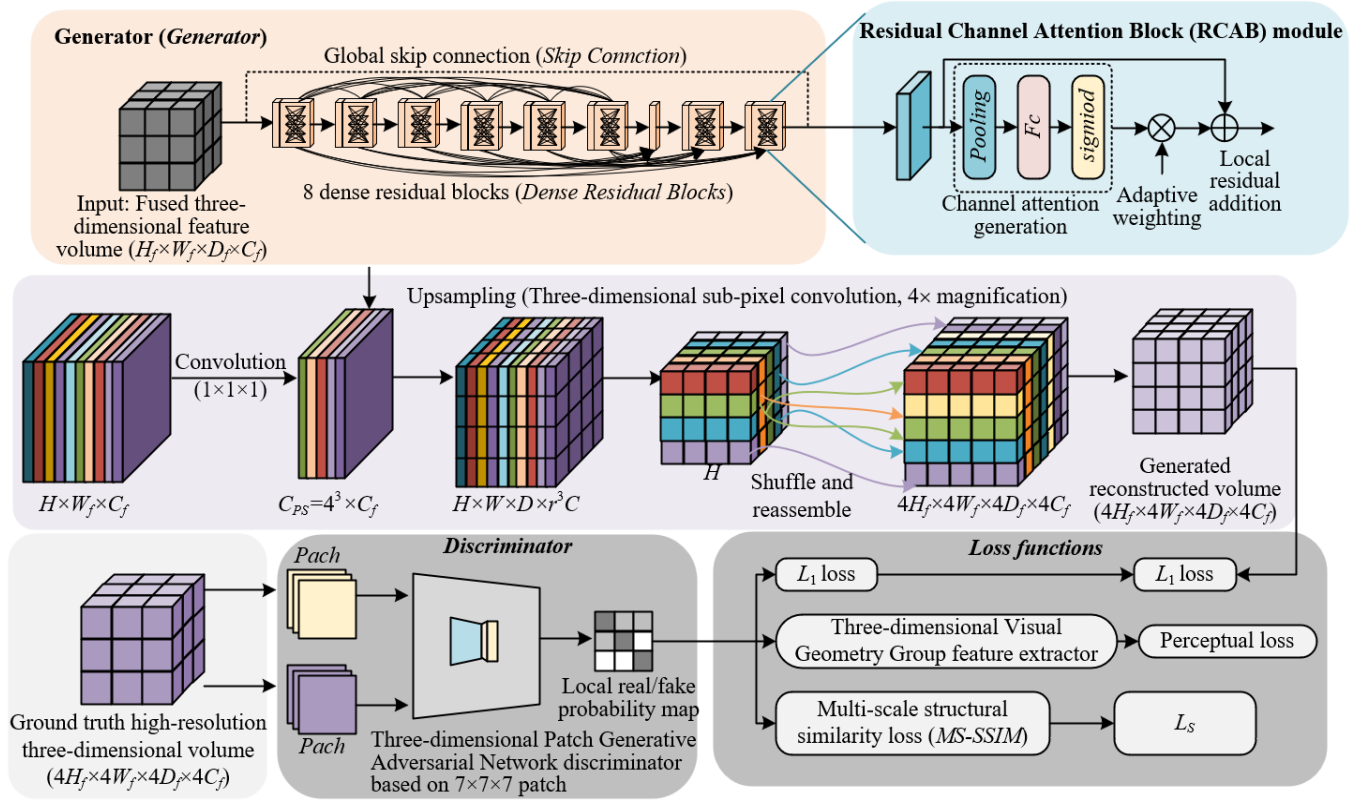 Generator (Generator)
Global skip connection (Skip Connction)
8 dense residual blocks (Dense Residual Blocks)
Input: Fused three-
dimensional feature
volume (Hf×Wf×Df×Cf)
Residual Channel Attention Block (RCAB) module
Pooling
Fc
sigmiod
Channel attention
generation
Adaptive
weighting
Local
residual
addition
Upsampling (Three-dimensional sub-pixel convolution, 4× magnification)
Convolution
(1×1×1)
H×Wf×Cf
CPS=4³×Cf
H×W×D×r³C
H
Shuffle and
reassemble
4Hf×4Wf×4Df×4Cf
Generated
reconstructed volume
(4Hf×4Wf×4Df×4Cf)
Ground truth high-resolution
three-dimensional volume
(4Hf×4Wf×4Df×4Cf)
Discriminator
Pach
Pach
Local real/fake
probability map
Three-dimensional Patch Generative
Adversarial Network discriminator
based on 7×7×7 patch
Loss functions
L1 loss
L1 loss
Three-dimensional Visual
Geometry Group feature extractor
Perceptual loss
Multi-scale structural
similarity loss (MS-SSIM)
LS